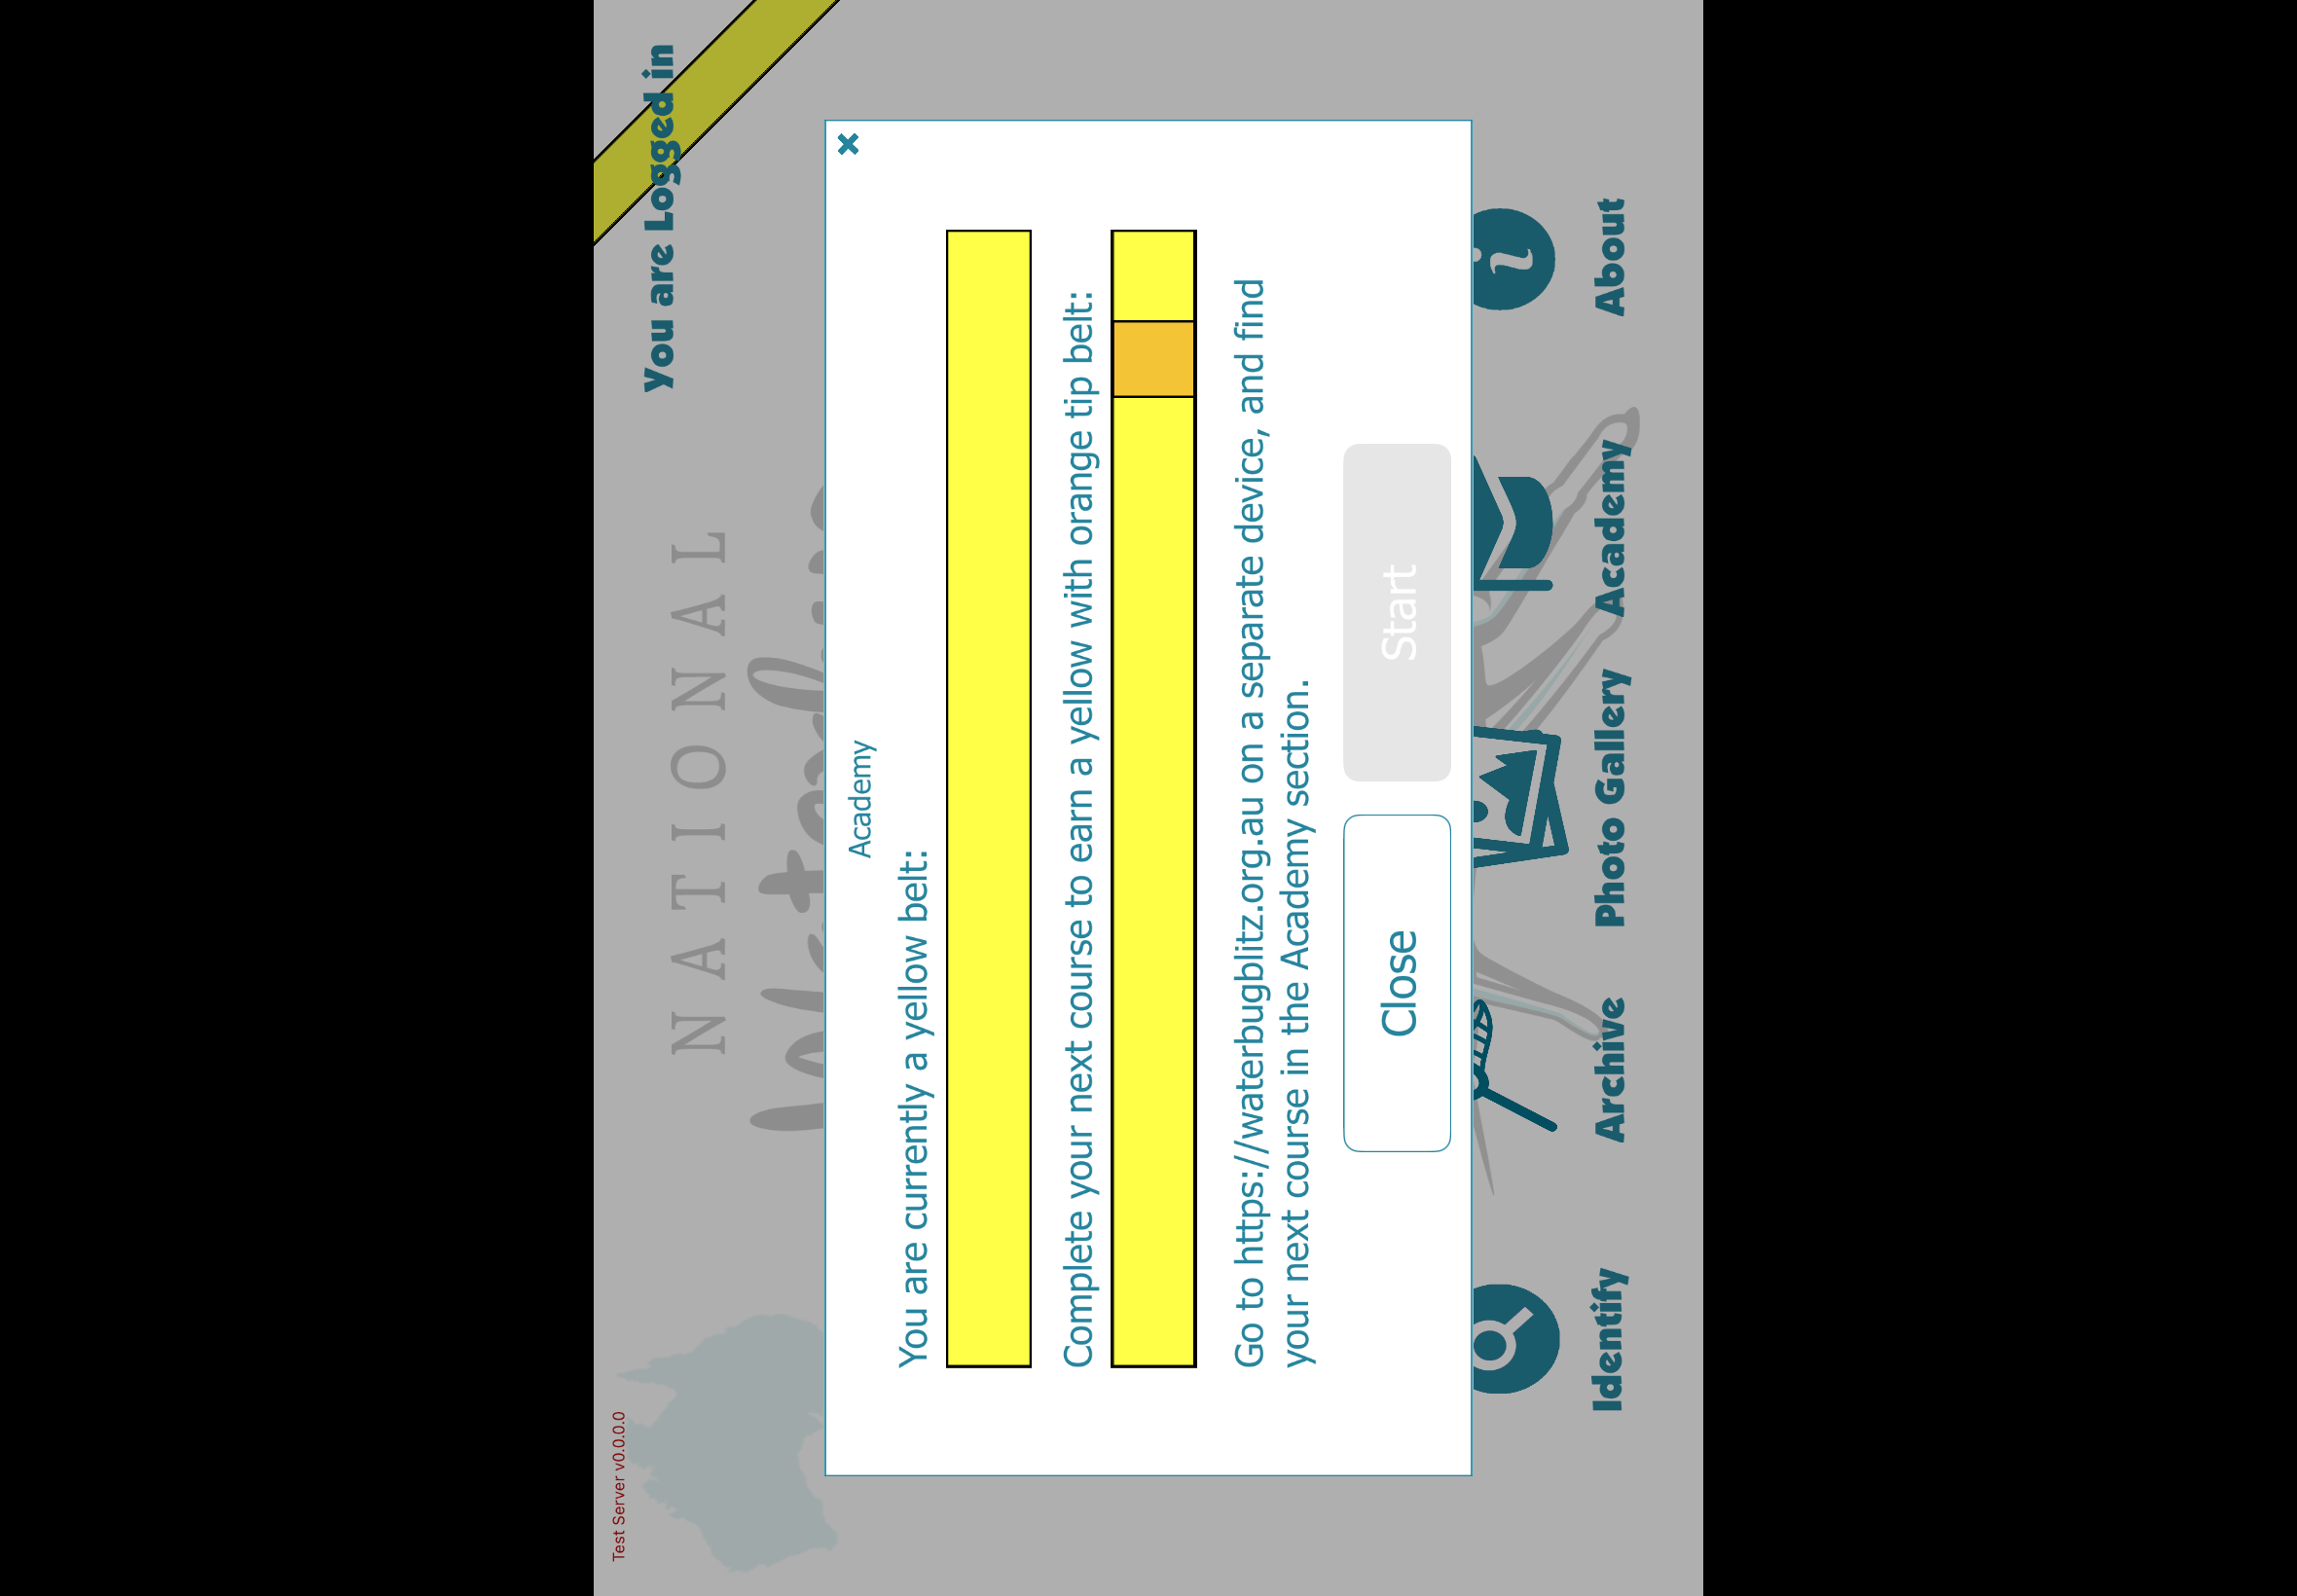 Test Server v0.0.0.0
you are Logged in
NATIONAL
Academy
You are currently a yellow belt:
Complete your next course to earn a yellow with orange tip belt:
Go to https://waterbugblitz.org.au on a separate device, and find
your next course in the Academy section.
Close
Start
Identify
Archive
Photo Gallery
Academy
About